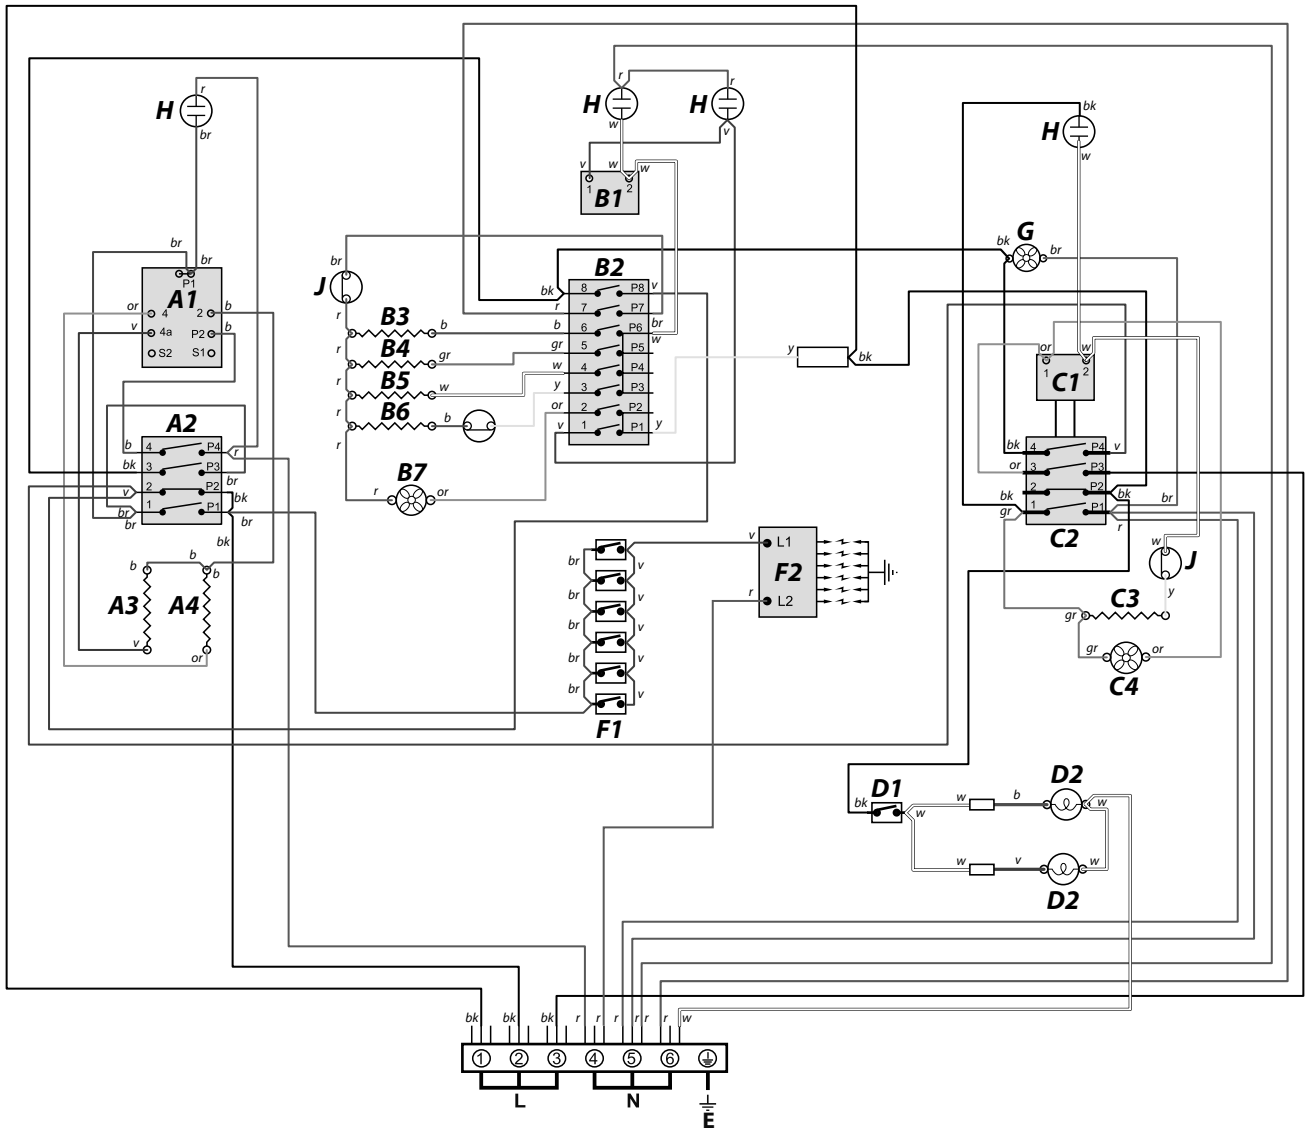 bk
r
r
H
br
r
H
w
r
H
v
bk
H
w
v
1
w
2
w
B1
br
br
P1
or
4
A1
2
b
v
4a
P2
b
S2
S1
br
J
r
B3
b
r
B4
gr
r
B5
w
r
B6
b
r
B7
r
or
B2
bk
8
P8
v
r
7
P7
b
6
P6
br
w
gr
5
P5
w
4
P4
y
3
P3
or
2
P2
v
1
P1
y
y
bk
bk
G
br
or
1
w
2
C1
bk
4
P4
v
or
3
P3
2
P2
bk
bk
gr
1
P1
br
r
C2
w
J
y
C3
gr
gr
or
C4
A2
b
4
P4
r
bk
3
P3
br
v
2
P2
bk
br
1
P1
br
br
bk
b
b
b
A3
A4
v
or
br
v
br
v
br
v
br
v
br
v
F1
v
L1
F2
r
L2
D1
bk
w
w
b
D2
w
w
v
w
D2
bk
bk
bk
r
r
r
r
r
r
w
1
2
3
4
5
6
L
N
E